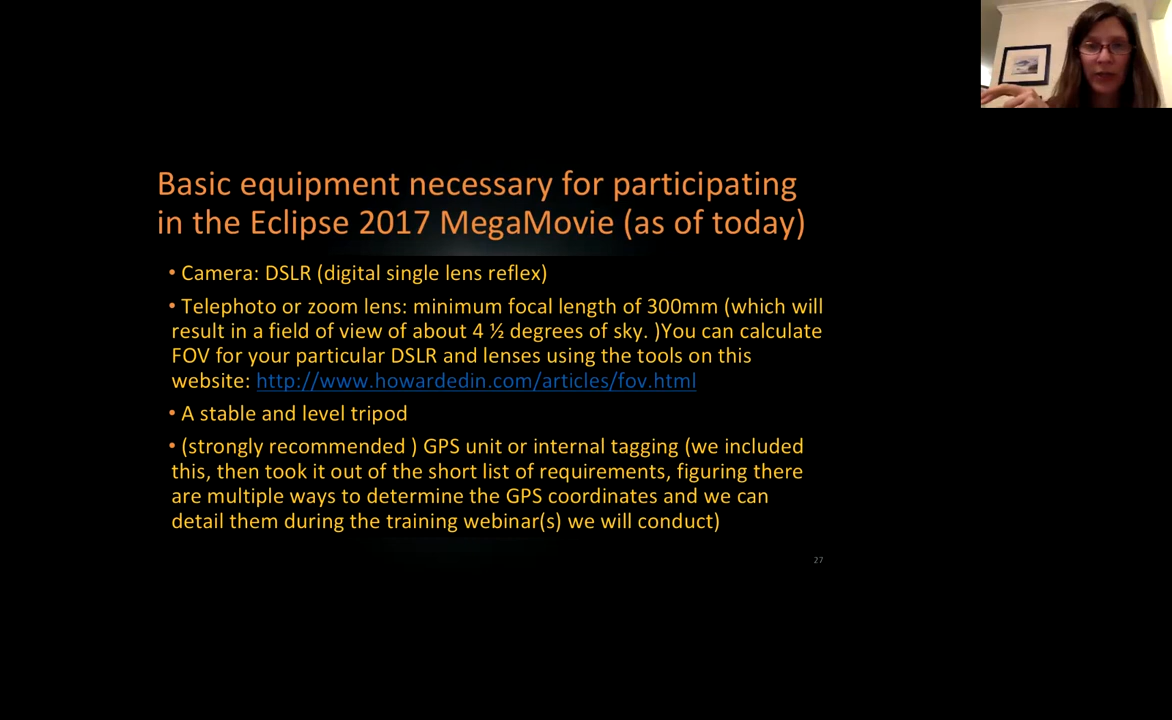 Basic equipment necessary for participating
in the Eclipse 2017 MegaMovie (as of today)
• Camera: DSLR (digital single lens reflex)
• Telephoto or zoom lens: minimum focal length of 300mm (which will
result in a field of view of about 4 ½ degrees of sky. )You can calculate
FOV for your particular DSLR and lenses using the tools on this
website: http://www.howardedin.com/articles/fov.html
• A stable and level tripod
• (strongly recommended ) GPS unit or internal tagging (we included
this, then took it out of the short list of requirements, figuring there
are multiple ways to determine the GPS coordinates and we can
detail them during the training webinar(s) we will conduct)
27